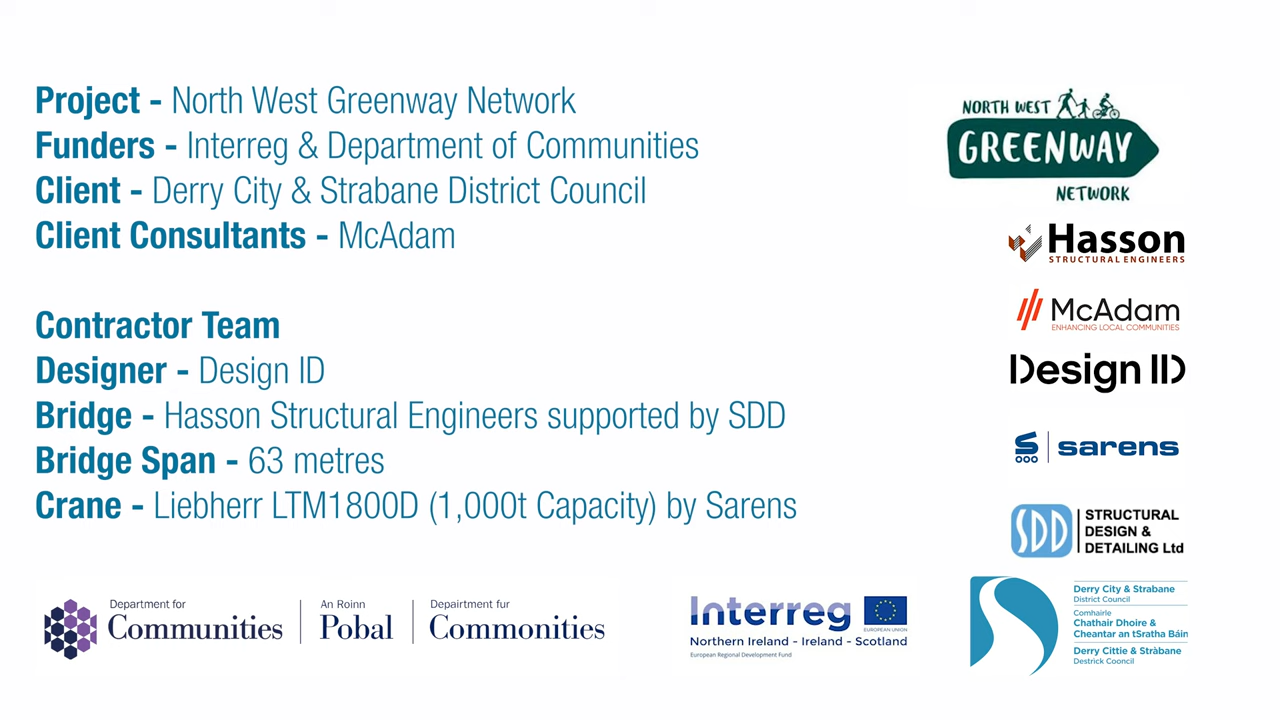 Project - North West Greenway Network
Funders - Interreg & Department of Communities
Client - Derry City & Strabane District Council
Client Consultants - McAdam
Contractor Team
Designer - Design ID
Bridge - Hasson Structural Engineers supported by SDD
Bridge Span - 63 metres
Crane - Liebherr LTM1800D (1,000t Capacity) by Sarens
NORTH WEST
GREENWAY
NETWORK
Hasson
STRUCTURAL ENGINEERS
McAdam
ENHANCING LOCAL COMMUNITIES
Design ID
sarens
SDD
STRUCTURAL
DESIGN &
DETAILING Ltd
Department for
Communities
An Roinn
Pobal
Depairtment fur
Commonities
Interreg
EUROPEAN UNION
Northern Ireland - Ireland - Scotland
European Regional Development Fund
Derry City & Strabane
District Council
Comhairle
Chathair Dhoire &
Cheantar an tSratha Báin
Derry Cittie & Stràbane
Destrick Cooncil